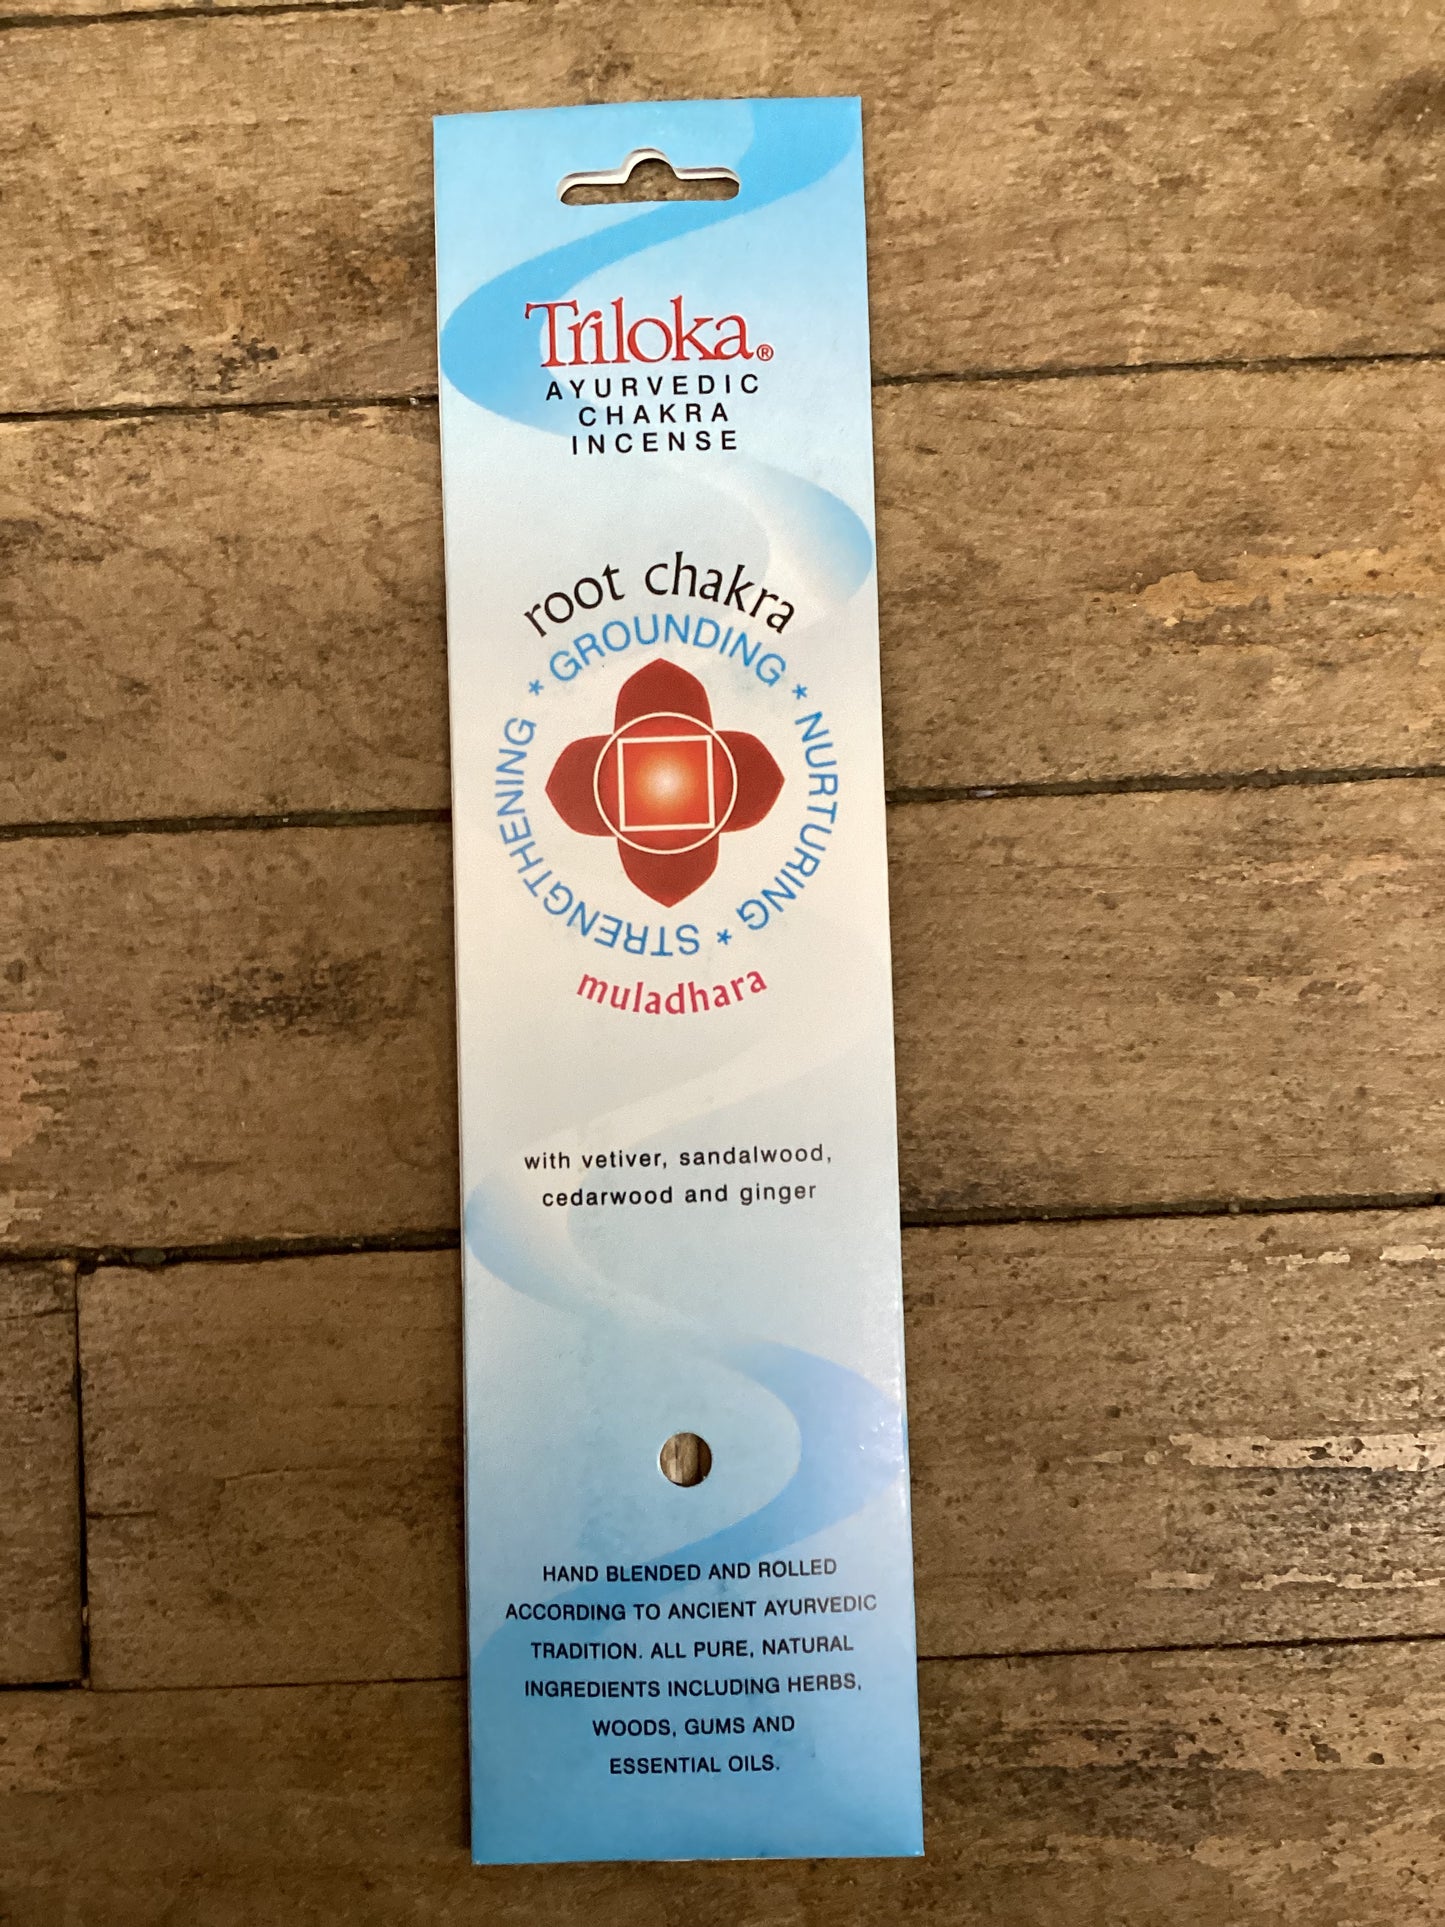 Triloka®
AYURVEDIC
CHAKRA
INCENSE
root chakra
* GROUNDING * NURTURING * STRENGTHENING
muladhara
with vetiver, sandalwood,
cedarwood and ginger
HAND BLENDED AND ROLLED
ACCORDING TO ANCIENT AYURVEDIC
TRADITION. ALL PURE, NATURAL
INGREDIENTS INCLUDING HERBS,
WOODS, GUMS AND
ESSENTIAL OILS.